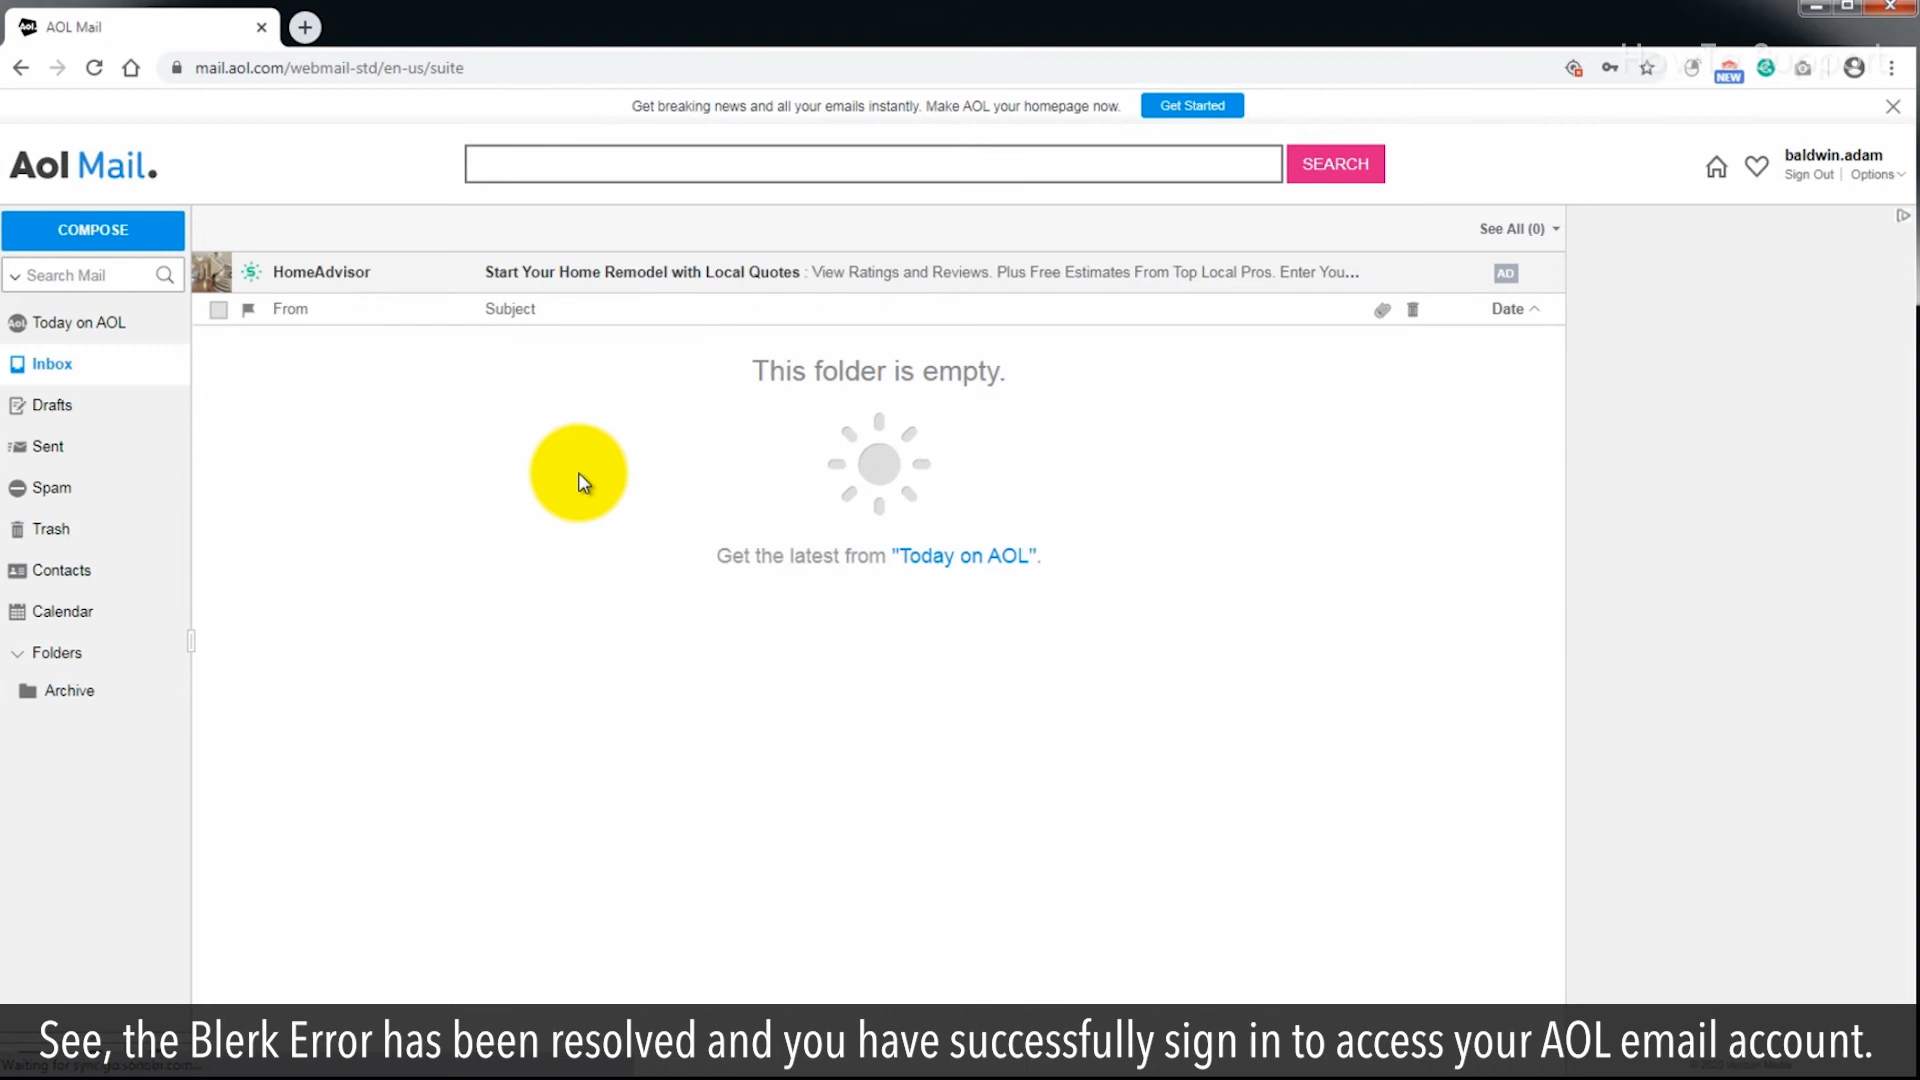 AOL Mail
mail.aol.com/webmail-std/en-us/suite
How To Support
NEW
Get breaking news and all your emails instantly. Make AOL your homepage now.
Get Started
Aol Mail.
SEARCH
baldwin.adam
Sign Out | Options
COMPOSE
See All (0)
Search Mail
HomeAdvisor
Start Your Home Remodel with Local Quotes : View Ratings and Reviews. Plus Free Estimates From Top Local Pros. Enter You...
AD
From
Subject
Date
Today on AOL
Inbox
Drafts
Sent
Spam
Trash
Contacts
Calendar
Folders
Archive
This folder is empty.
Get the latest from "Today on AOL".
See, the Blerk Error has been resolved and you have successfully sign in to access your AOL email account.